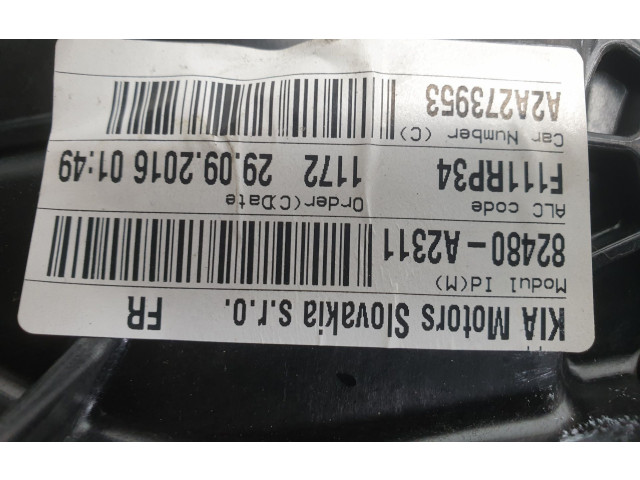 KIA Motors Slovakia s.r.o. FR
Modul Id(M)
82480-A2311
ALC code Order(C)Date
F111RP34 1172 29.09.2016 01:49
Car Number (C)
A2A273953